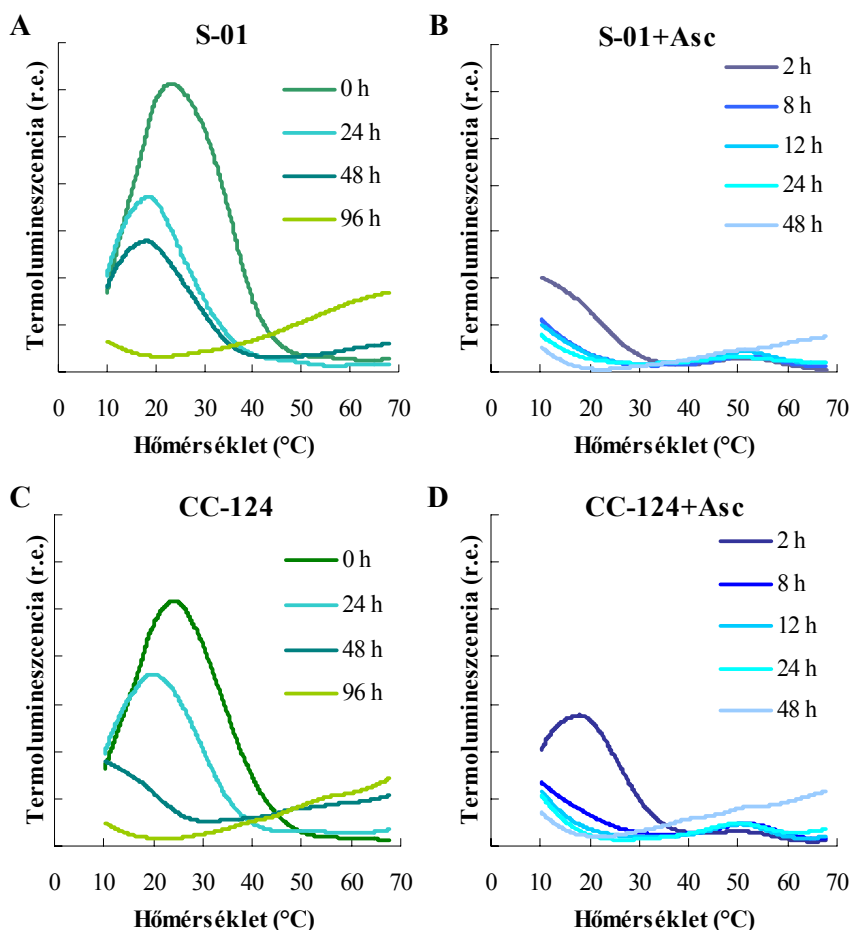 A
S-01
Termolumineszcencia (r.e.)
0 h
24 h
48 h
96 h
0 10 20 30 40 50 60 70
Hőmérséklet (°C)
B
S-01+Asc
Termolumineszcencia (r.e.)
2 h
8 h
12 h
24 h
48 h
0 10 20 30 40 50 60 70
Hőmérséklet (°C)
C
CC-124
Termolumineszcencia (r.e.)
0 h
24 h
48 h
96 h
0 10 20 30 40 50 60 70
Hőmérséklet (°C)
D
CC-124+Asc
Termolumineszcencia (r.e.)
2 h
8 h
12 h
24 h
48 h
0 10 20 30 40 50 60 70
Hőmérséklet (°C)